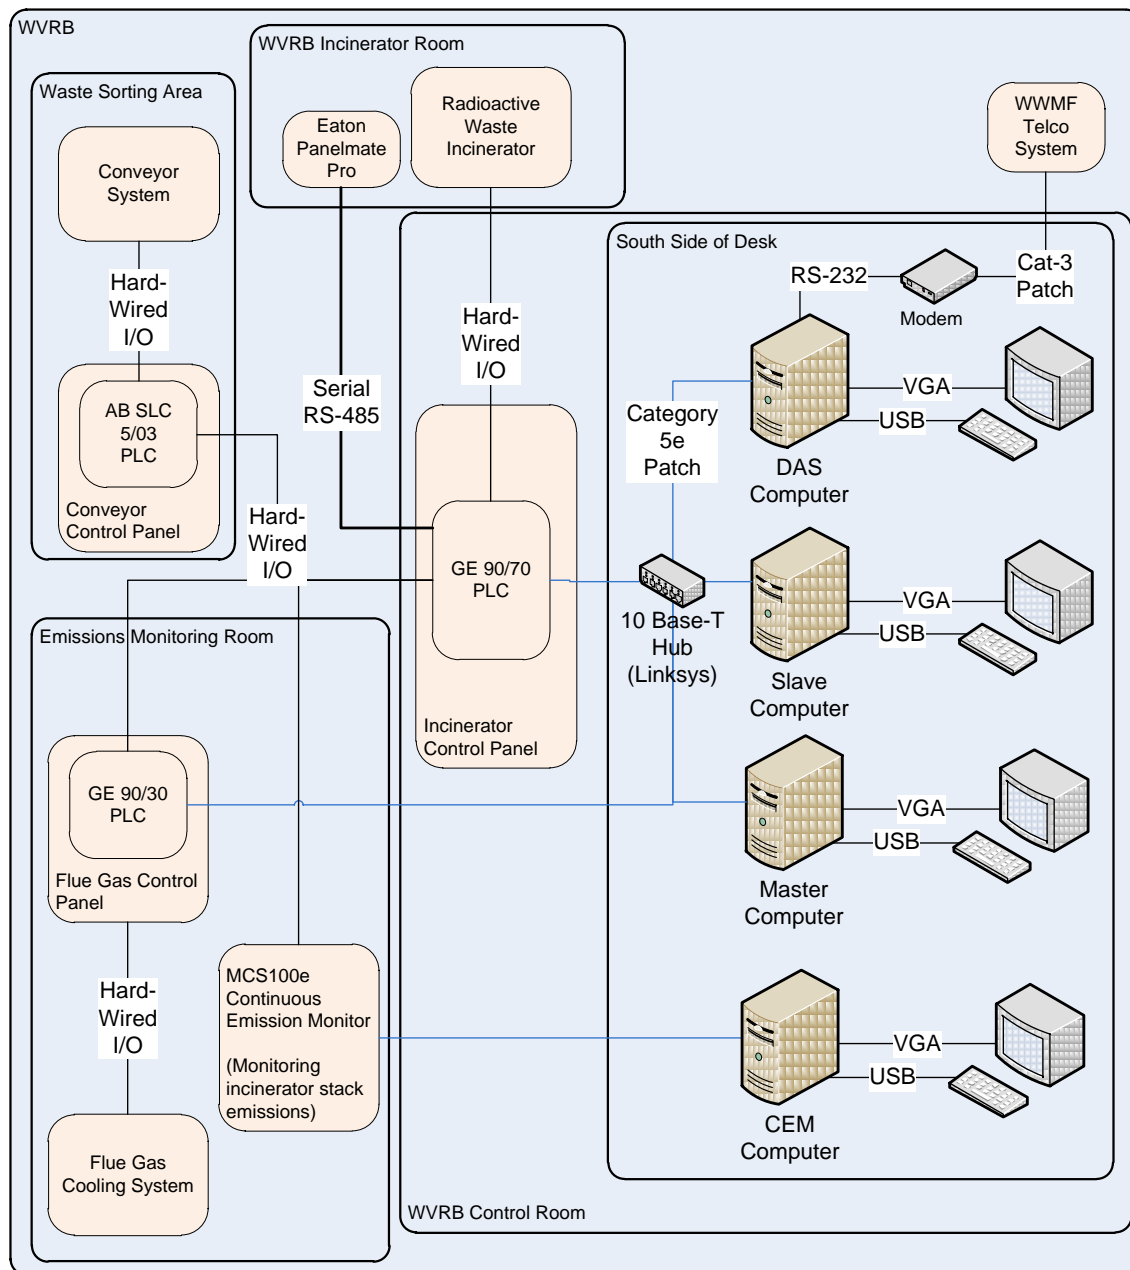 WVRB
WVRB Incinerator Room
Waste Sorting Area
Conveyor
System
Hard-
Wired
I/O
AB SLC
5/03
PLC
Conveyor
Control Panel
Eaton
Panelmate
Pro
Radioactive
Waste
Incinerator
WWMF
Telco
System
Serial
RS-485
Hard-
Wired
I/O
Hard-
Wired
I/O
South Side of Desk
RS-232
Modem
Cat-3
Patch
Category
5e
Patch
VGA
USB
DAS
Computer
GE 90/70
PLC
Incinerator
Control Panel
10 Base-T
Hub
(Linksys)
VGA
USB
Slave
Computer
Emissions Monitoring Room
GE 90/30
PLC
Flue Gas Control
Panel
VGA
USB
Master
Computer
Hard-
Wired
I/O
MCS100e
Continuous
Emission Monitor
(Monitoring
incinerator stack
emissions)
VGA
USB
CEM
Computer
Flue Gas
Cooling System
WVRB Control Room